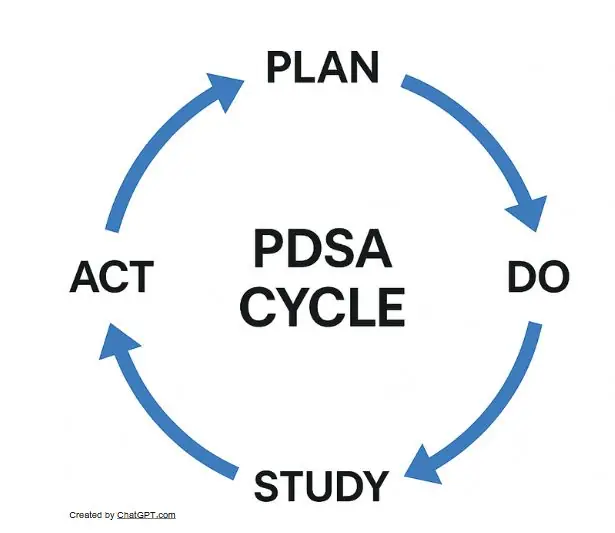 PLAN
PDSA
CYCLE
ACT
DO
STUDY
Created by ChatGPT.com